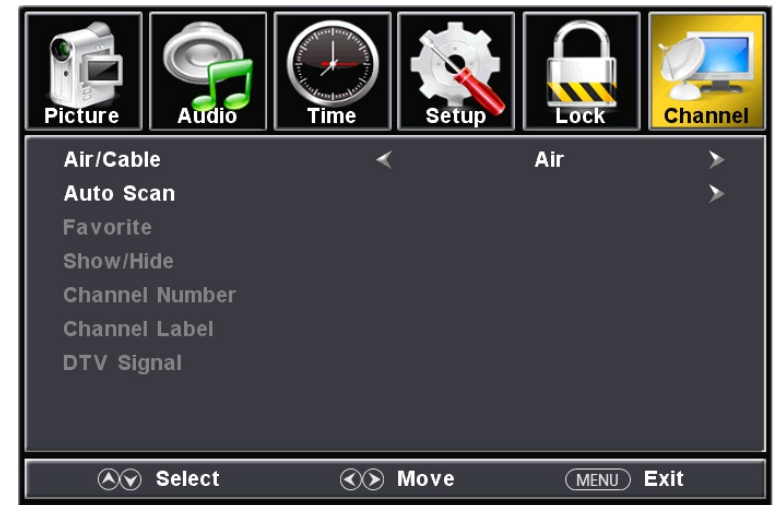 Picture Audio Time Setup Lock Channel
Air/Cable Air
Auto Scan
Favorite
Show/Hide
Channel Number
Channel Label
DTV Signal
Select Move MENU Exit